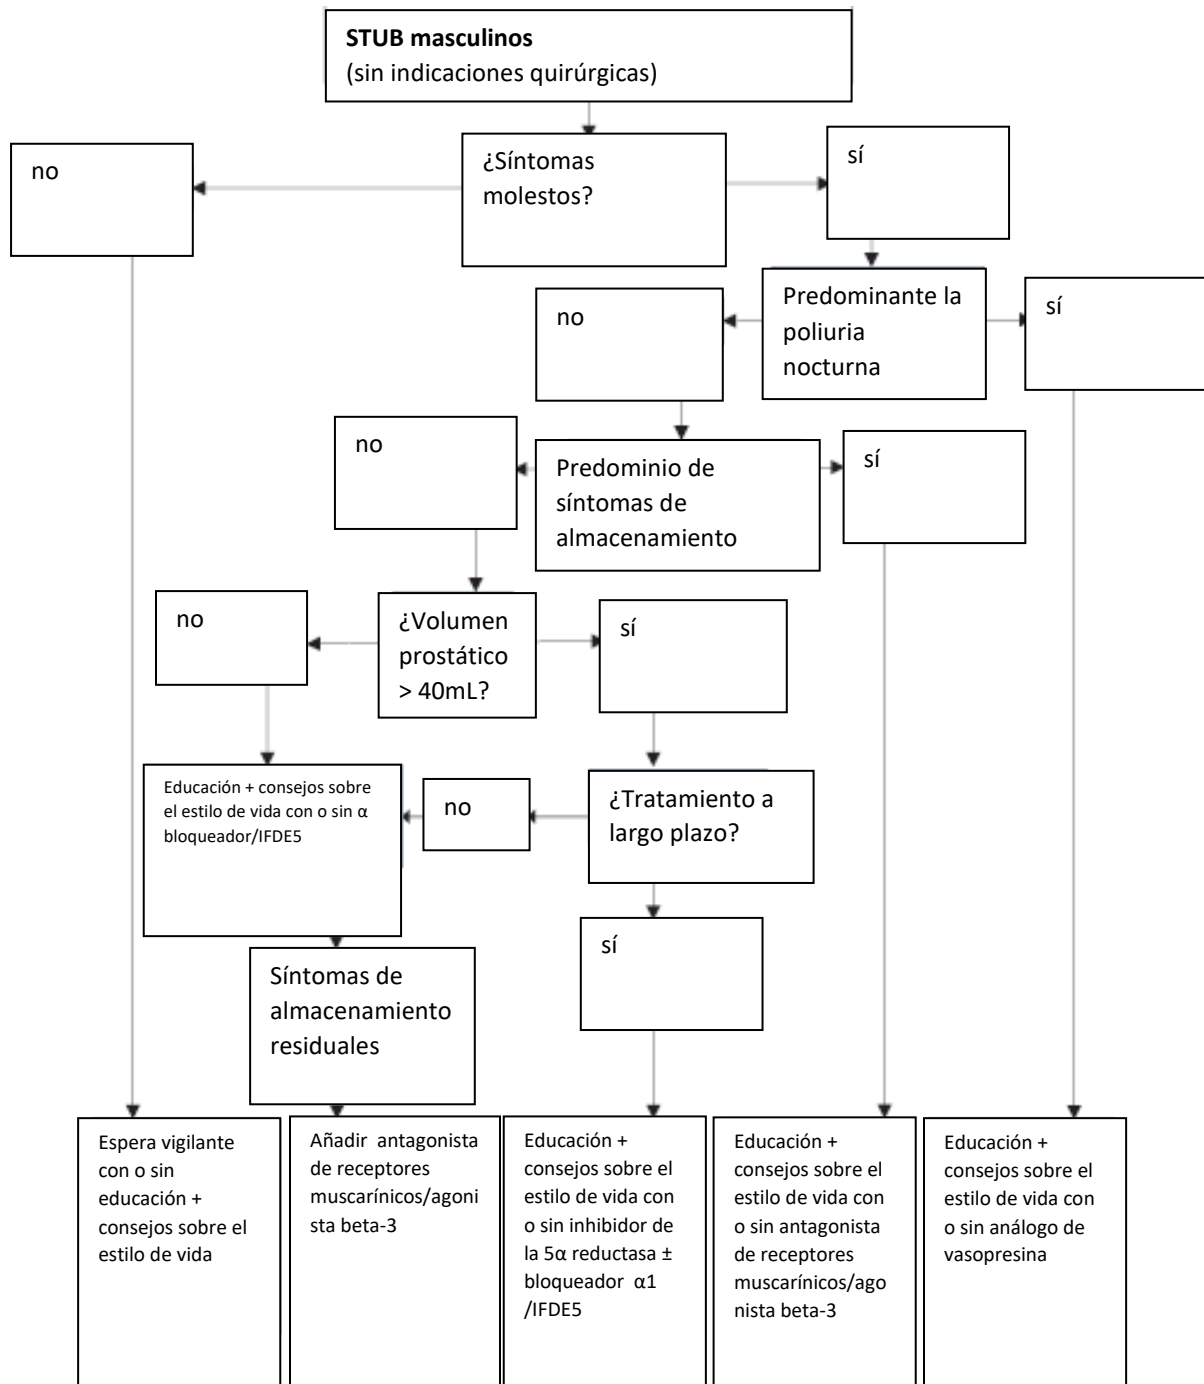 STUB masculinos
(sin indicaciones quirúrgicas)
no
¿Síntomas
molestos?
sí
no
Predominante la
poliuria
nocturna
sí
no
Predominio de
síntomas de
almacenamiento
sí
no
¿Volumen
prostático
> 40mL?
sí
Educación + consejos sobre
el estilo de vida con o sin α
bloqueador/IFDE5
no
¿Tratamiento a
largo plazo?
sí
Síntomas de
almacenamiento
residuales
Espera vigilante
con o sin
educación +
consejos sobre el
estilo de vida
Añadir antagonista
de receptores
muscarínicos/agoni
sta beta-3
Educación +
consejos sobre el
estilo de vida con
o sin inhibidor de
la 5α reductasa ±
bloqueador α1
/IFDE5
Educación +
consejos sobre el
estilo de vida con
o sin antagonista
de receptores
muscarínicos/ago
nista beta-3
Educación +
consejos sobre el
estilo de vida con
o sin análogo de
vasopresina